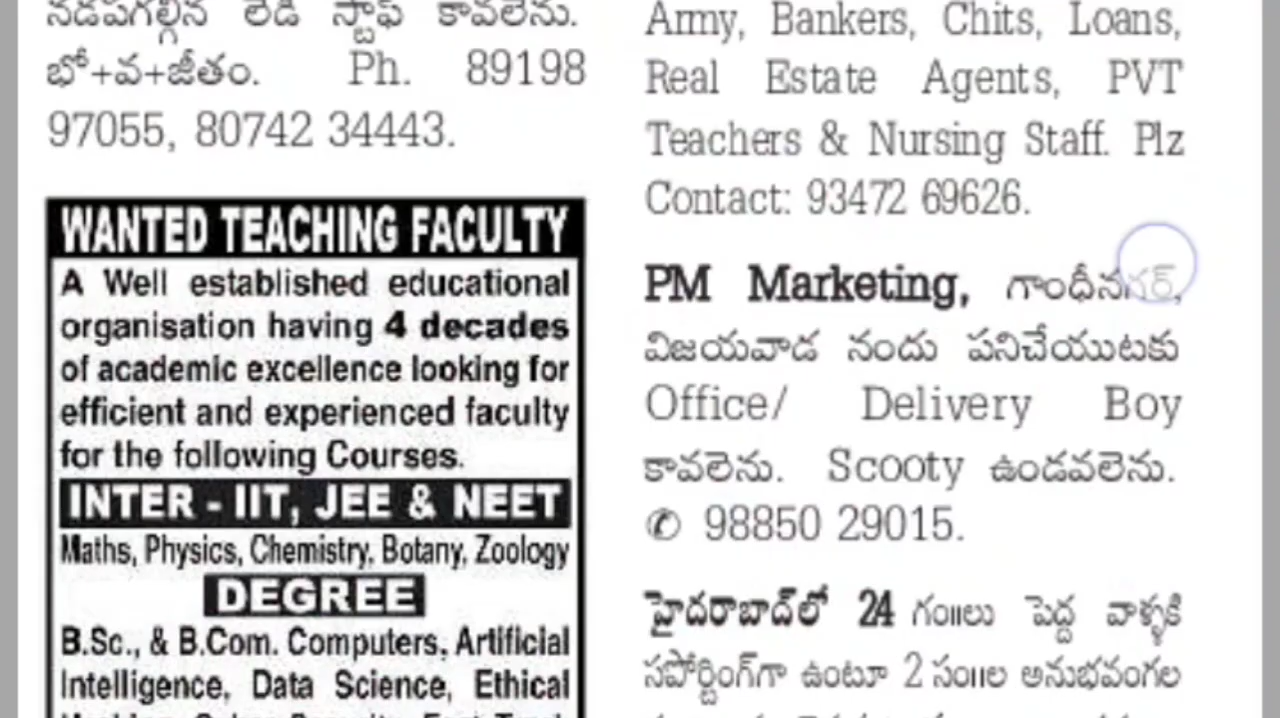 నడపగల్గిన లేడీ స్టాఫ్ కావలెను.
భో+వ+జీతం. Ph. 89198
97055, 80742 34443.
WANTED TEACHING FACULTY
A Well established educational
organisation having 4 decades
of academic excellence looking for
efficient and experienced faculty
for the following Courses.
INTER - IIT, JEE & NEET
Maths, Physics, Chemistry, Botany, Zoology
DEGREE
B.Sc., & B.Com. Computers, Artificial
Intelligence, Data Science, Ethical
Army, Bankers, Chits, Loans,
Real Estate Agents, PVT
Teachers & Nursing Staff. Plz
Contact: 93472 69626.
PM Marketing, గాంధీనగర్,
విజయవాడ నందు పనిచేయుటకు
Office/ Delivery Boy
కావలెను. Scooty ఉండవలెను.
✆ 98850 29015.
హైదరాబాద్‌లో 24 గం॥లు పెద్ద వాళ్ళకి
సపోర్టింగ్‌గా ఉంటూ 2 సం॥ల అనుభవంగల